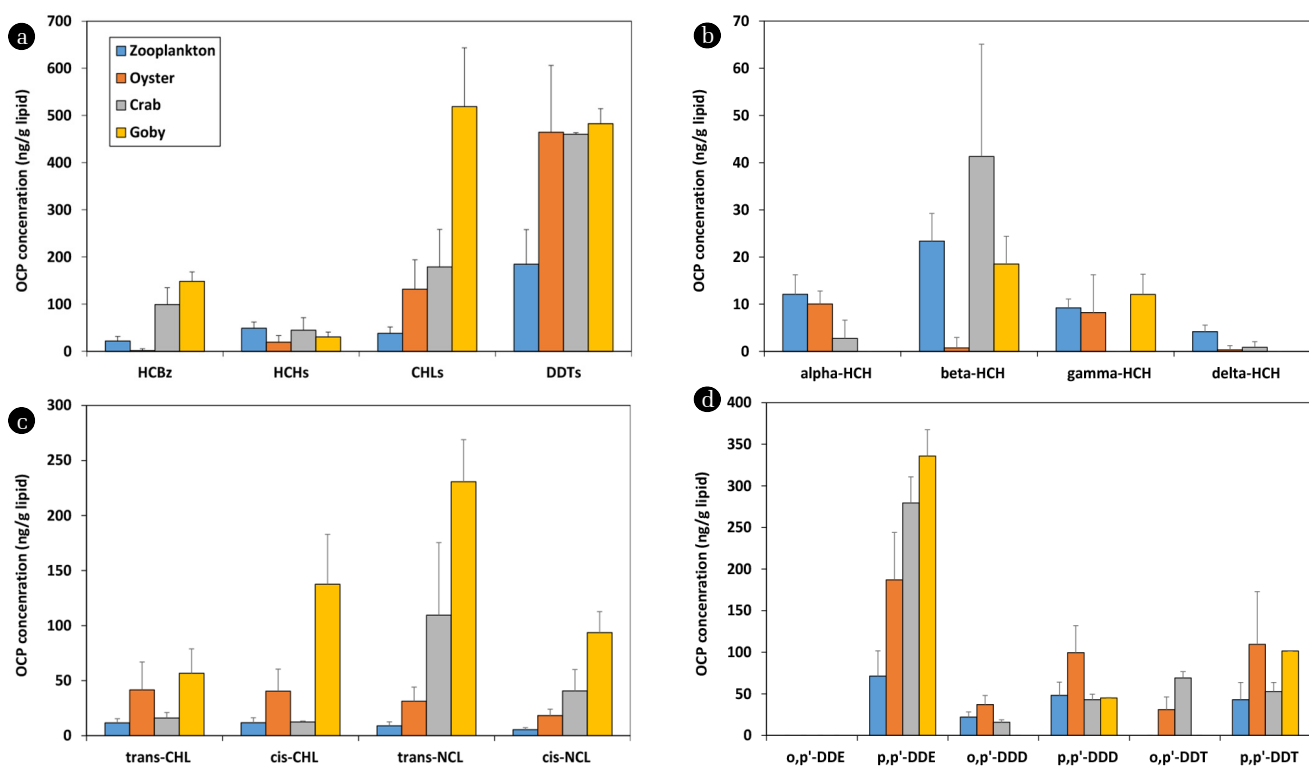 a
OCP concenration (ng/g lipid)
700
600
500
400
300
200
100
0
Zooplankton
Oyster
Crab
Goby
HCBz HCHs CHLs DDTs
b
OCP concenration (ng/g lipid)
70
60
50
40
30
20
10
0
alpha-HCH beta-HCH gamma-HCH delta-HCH
c
OCP concenration (ng/g lipid)
300
250
200
150
100
50
0
trans-CHL cis-CHL trans-NCL cis-NCL
d
OCP concenration (ng/g lipid)
400
350
300
250
200
150
100
50
0
o,p'-DDE p,p'-DDE o,p'-DDD p,p'-DDD o,p'-DDT p,p'-DDT